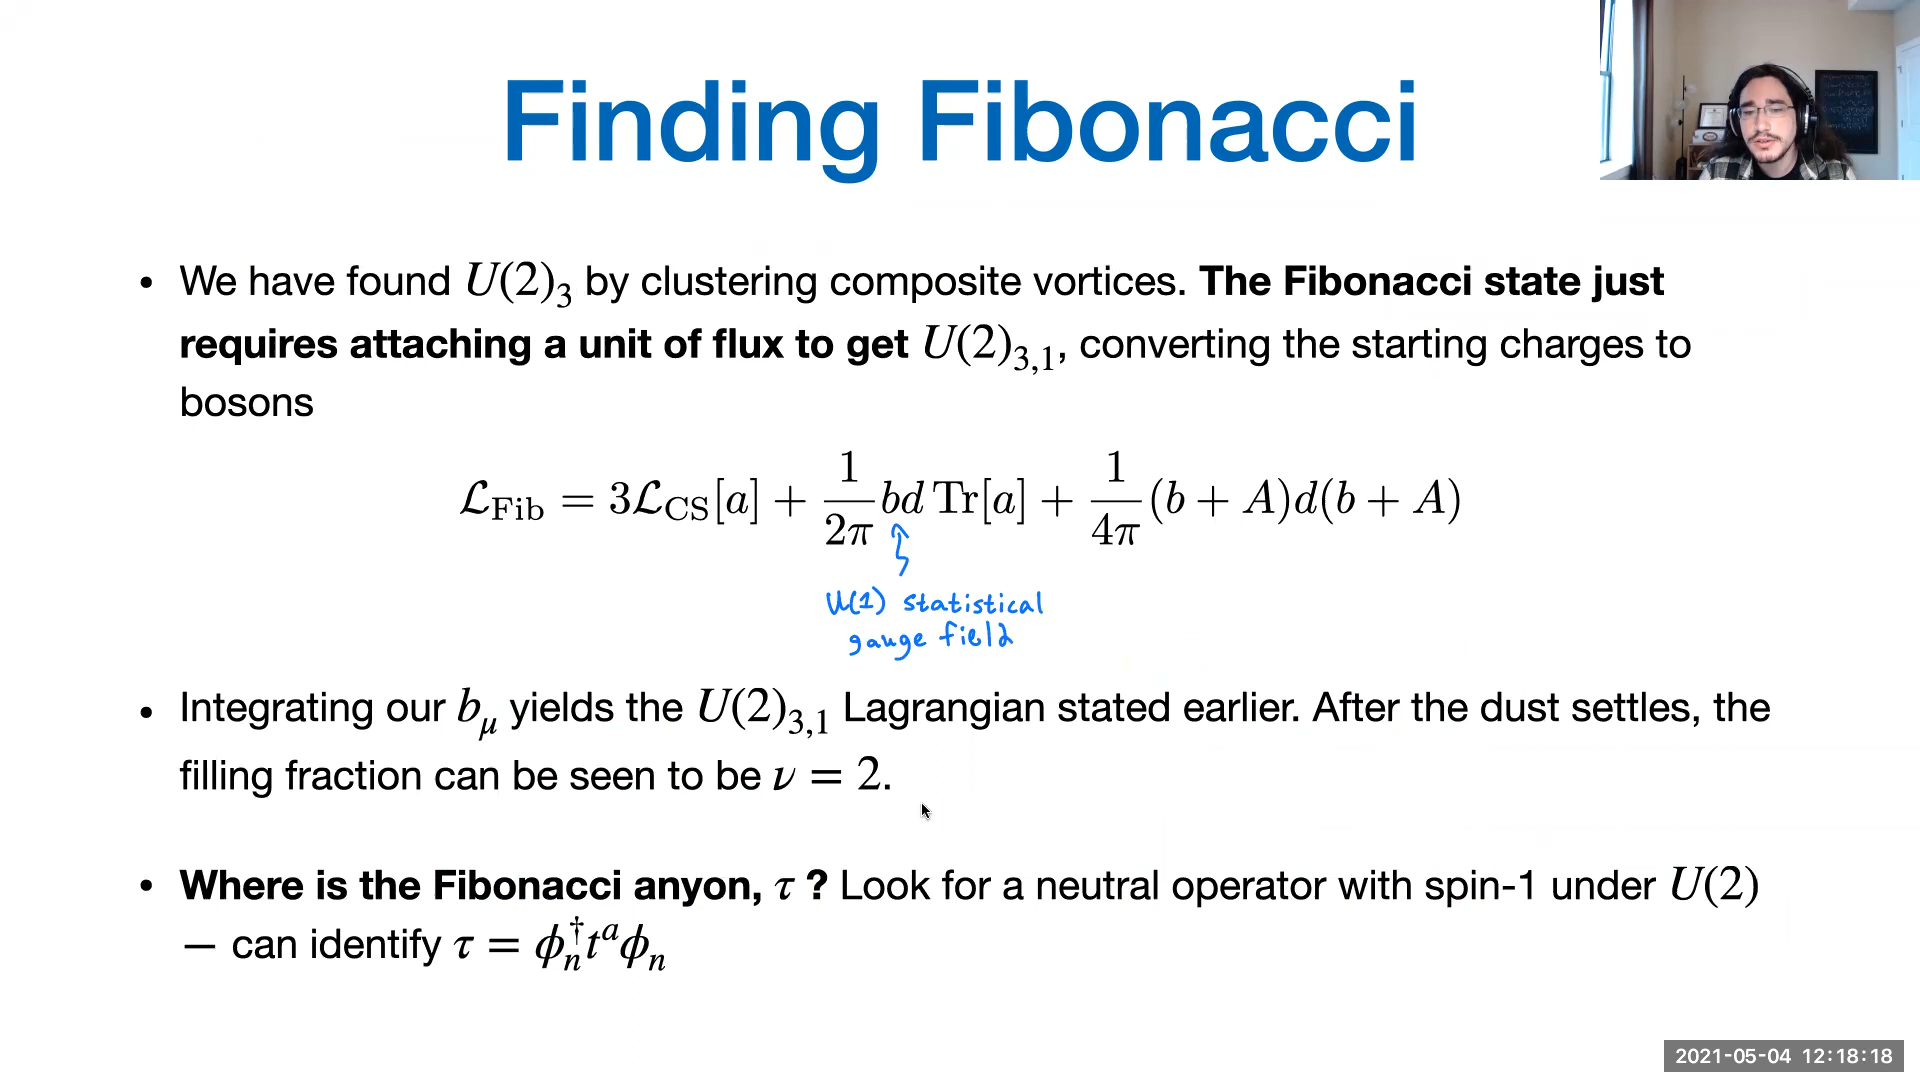 Finding Fibonacci
• We have found U(2)₃ by clustering composite vortices. The Fibonacci state just
requires attaching a unit of flux to get U(2)₃,₁, converting the starting charges to
bosons
ℒ_Fib = 3ℒ_CS[a] + 1/2π bd Tr[a] + 1/4π (b + A)d(b + A)
U(1) statistical
gauge field
• Integrating our b_μ yields the U(2)₃,₁ Lagrangian stated earlier. After the dust settles, the
filling fraction can be seen to be ν = 2.
• Where is the Fibonacci anyon, τ ? Look for a neutral operator with spin-1 under U(2)
— can identify τ = ϕ_n^† t^a ϕ_n
2021-05-04 12:18:18